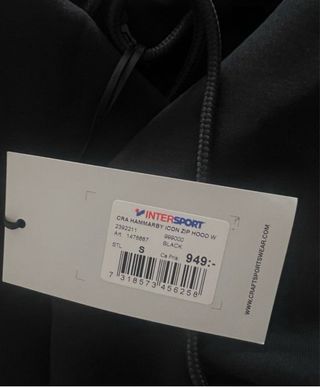 INTERSPORT
CRA HAMMARBY ICON ZIP HOOD W
2392211 999000
Art. 1478687 BLACK
STL S Ca Pris: 949:-
7 318573 456258
WWW.CRAFTSPORTSWEAR.COM